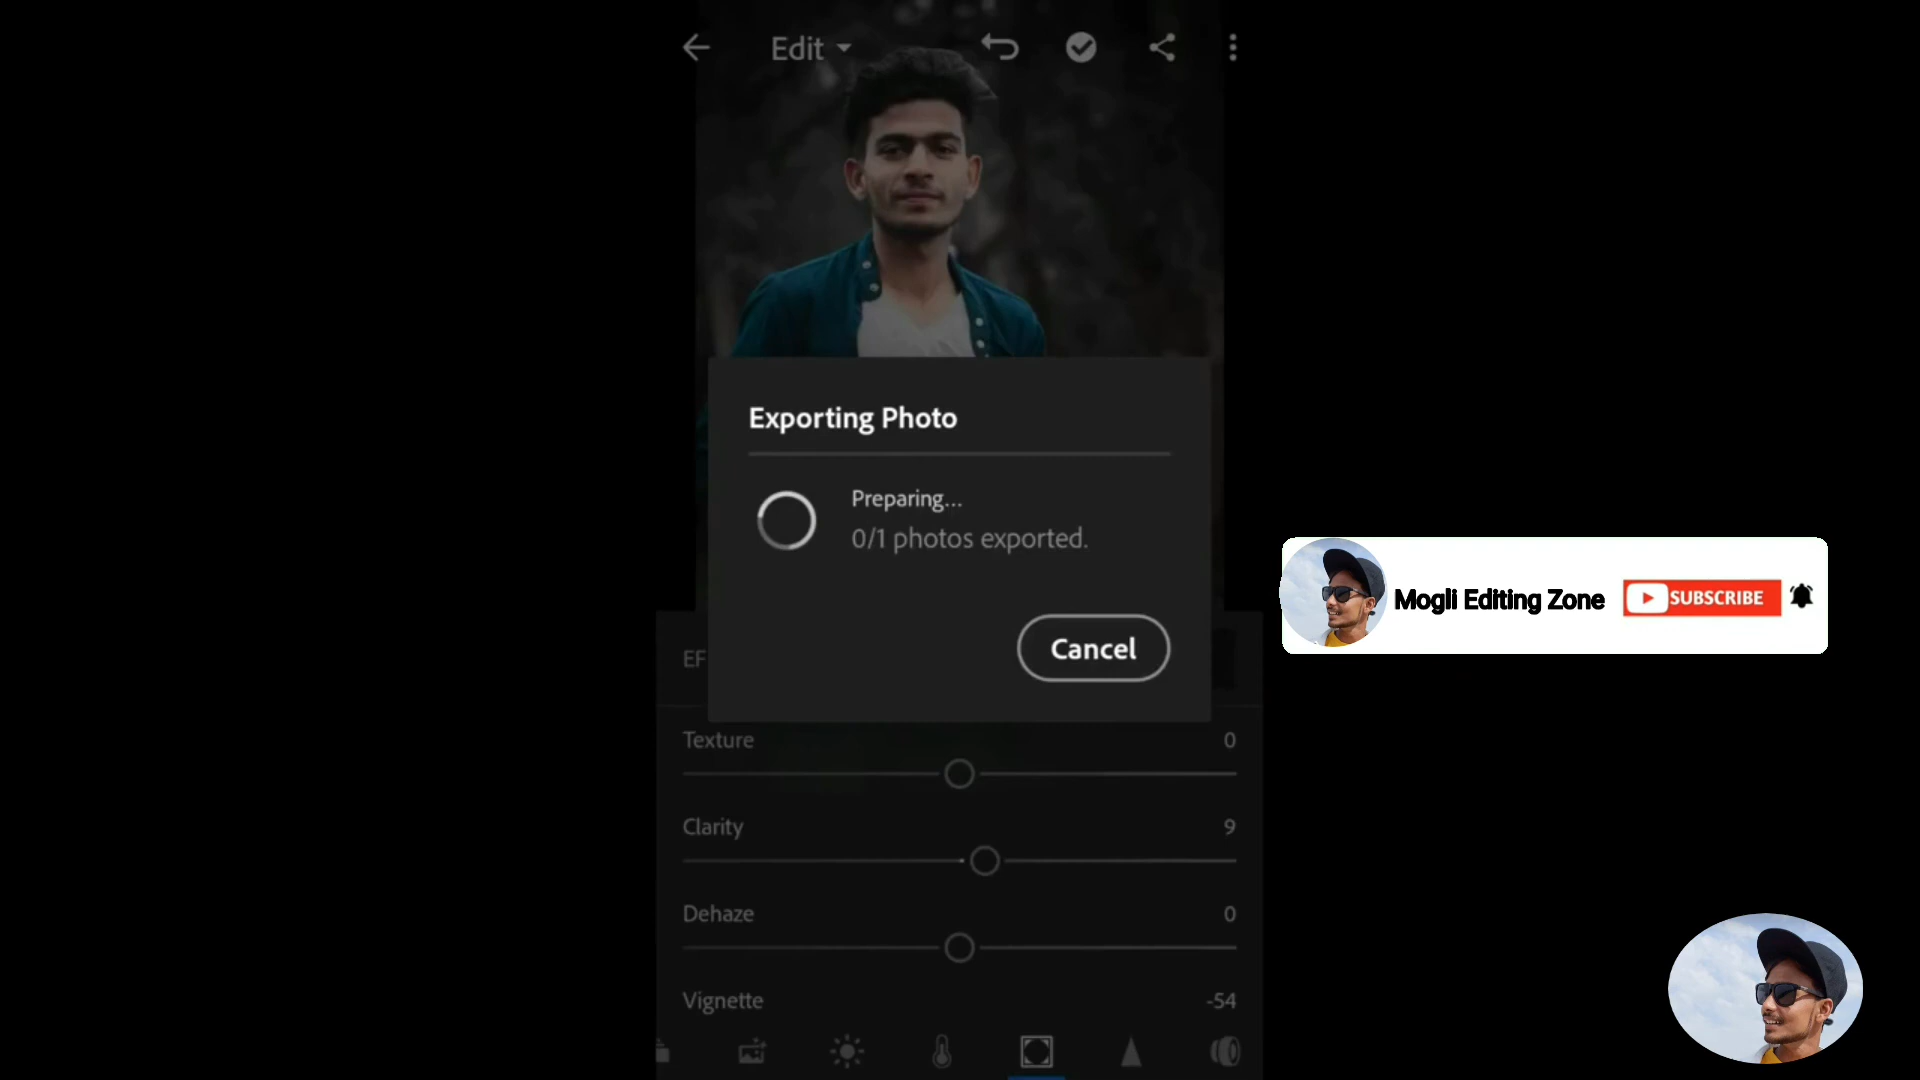 Edit
Exporting Photo
Preparing...
0/1 photos exported.
Cancel
Mogli Editing Zone
SUBSCRIBE
EF
Texture 0
Clarity 9
Dehaze 0
Vignette -54